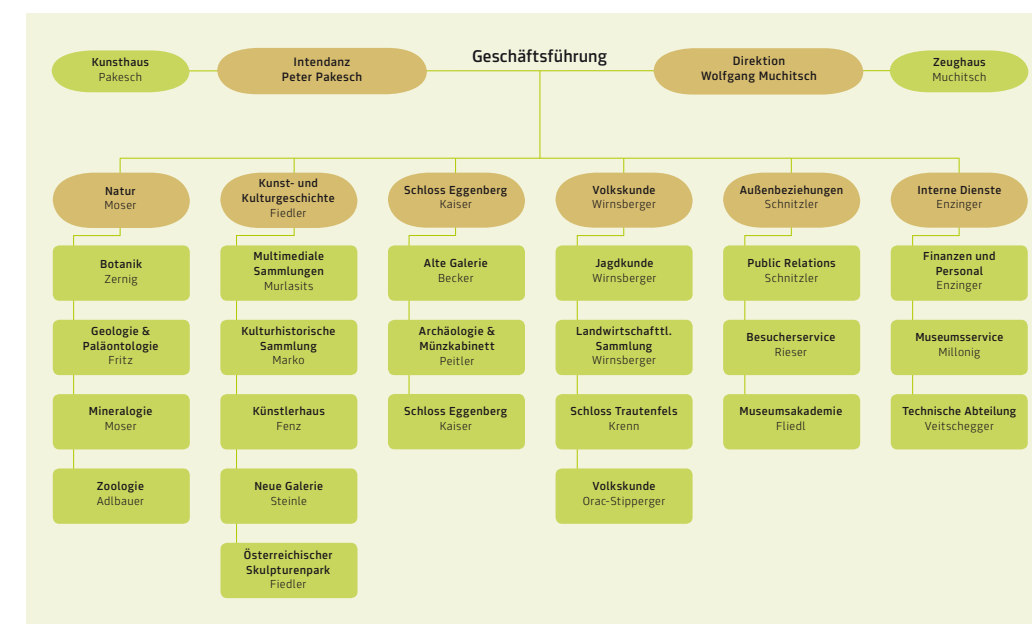 Geschäftsführung
Kunsthaus
Pakesch
Intendanz
Peter Pakesch
Direktion
Wolfgang Muchitsch
Zeughaus
Muchitsch
Natur
Moser
Kunst- und
Kulturgeschichte
Fiedler
Schloss Eggenberg
Kaiser
Volkskunde
Wirnsberger
Außenbeziehungen
Schnitzler
Interne Dienste
Enzinger
Botanik
Zernig
Multimediale
Sammlungen
Murlasits
Alte Galerie
Becker
Jagdkunde
Wirnsberger
Public Relations
Schnitzler
Finanzen und
Personal
Enzinger
Geologie &
Paläontologie
Fritz
Kulturhistorische
Sammlung
Marko
Archäologie &
Münzkabinett
Peitler
Landwirtschafttl.
Sammlung
Wirnsberger
Besucherservice
Rieser
Museumsservice
Millonig
Mineralogie
Moser
Künstlerhaus
Fenz
Schloss Eggenberg
Kaiser
Schloss Trautenfels
Krenn
Museumsakademie
Fliedl
Technische Abteilung
Veitschegger
Zoologie
Adlbauer
Neue Galerie
Steinle
Volkskunde
Orac-Stipperger
Österreichischer
Skulpturenpark
Fiedler